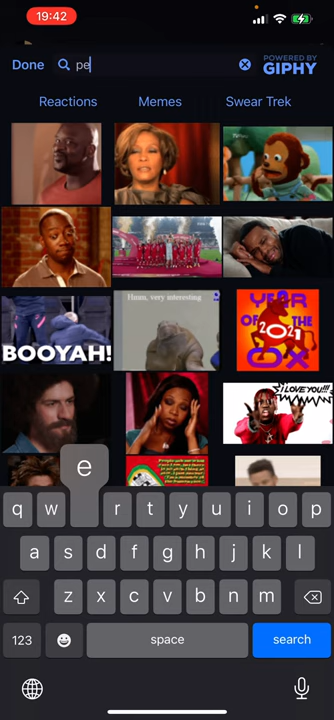 19:42
Done
pe
POWERED BY
GIPHY
Reactions
Memes
Swear Trek
Hmm, very interesting
BOOYAH!
YEAR
OF THE
2021
OX
I LOVE YOU!!!
e
q w r t y u i o p
a s d f g h j k l
z x c v b n m
123
space
search